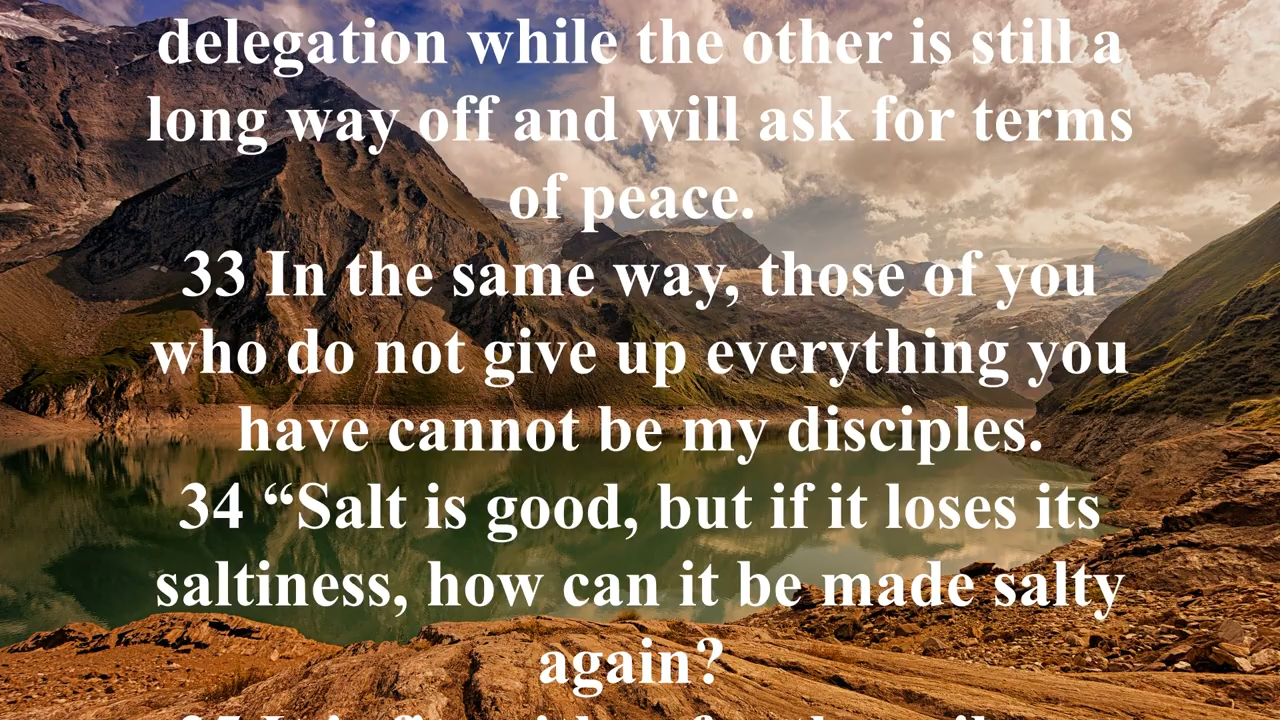 delegation while the other is still a
long way off and will ask for terms
of peace.
33 In the same way, those of you
who do not give up everything you
have cannot be my disciples.
34 “Salt is good, but if it loses its
saltiness, how can it be made salty
again?